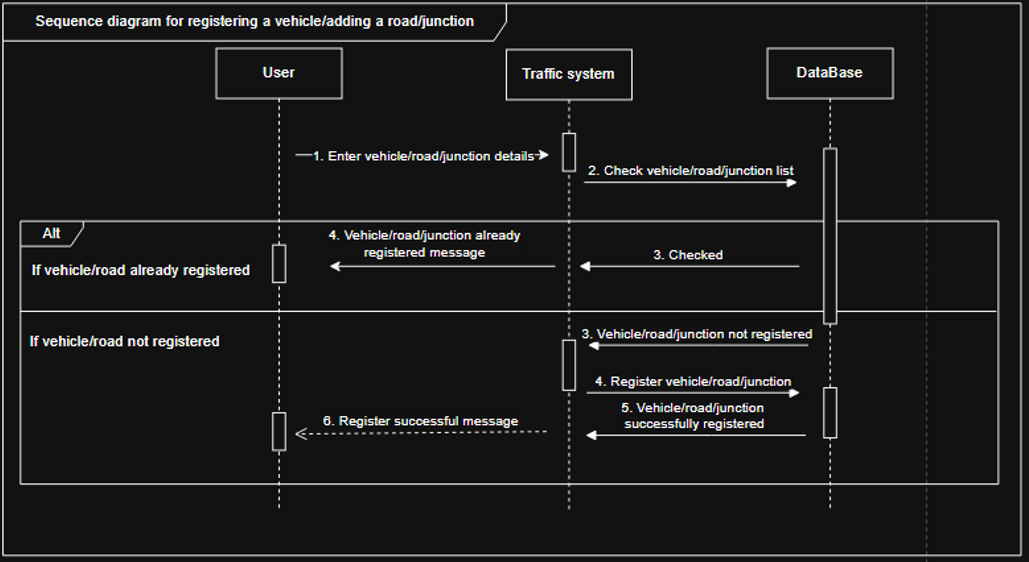 Sequence diagram for registering a vehicle/adding a road/junction
User
Traffic system
DataBase
1. Enter vehicle/road/junction details
2. Check vehicle/road/junction list
Alt
4. Vehicle/road/junction already
registered message
3. Checked
If vehicle/road already registered
3. Vehicle/road/junction not registered
If vehicle/road not registered
4. Register vehicle/road/junction
5. Vehicle/road/junction
successfully registered
6. Register successful message